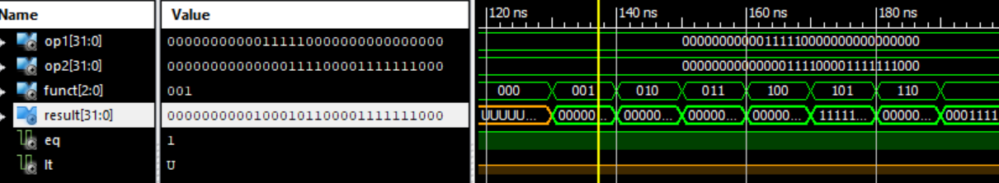 Name Value 120 ns 140 ns 160 ns 180 ns
op1[31:0] 00000000000111110000000000000000 00000000000111110000000000000000
op2[31:0] 00000000000000111100001111111000 00000000000000111100001111111000
funct[2:0] 001 000 001 010 011 100 101 110
result[31:0] 00000000001000101100001111111000 UUUUU... 00000... 00000... 00000... 00000... 11111... 00000... 0001111
eq 1
lt U